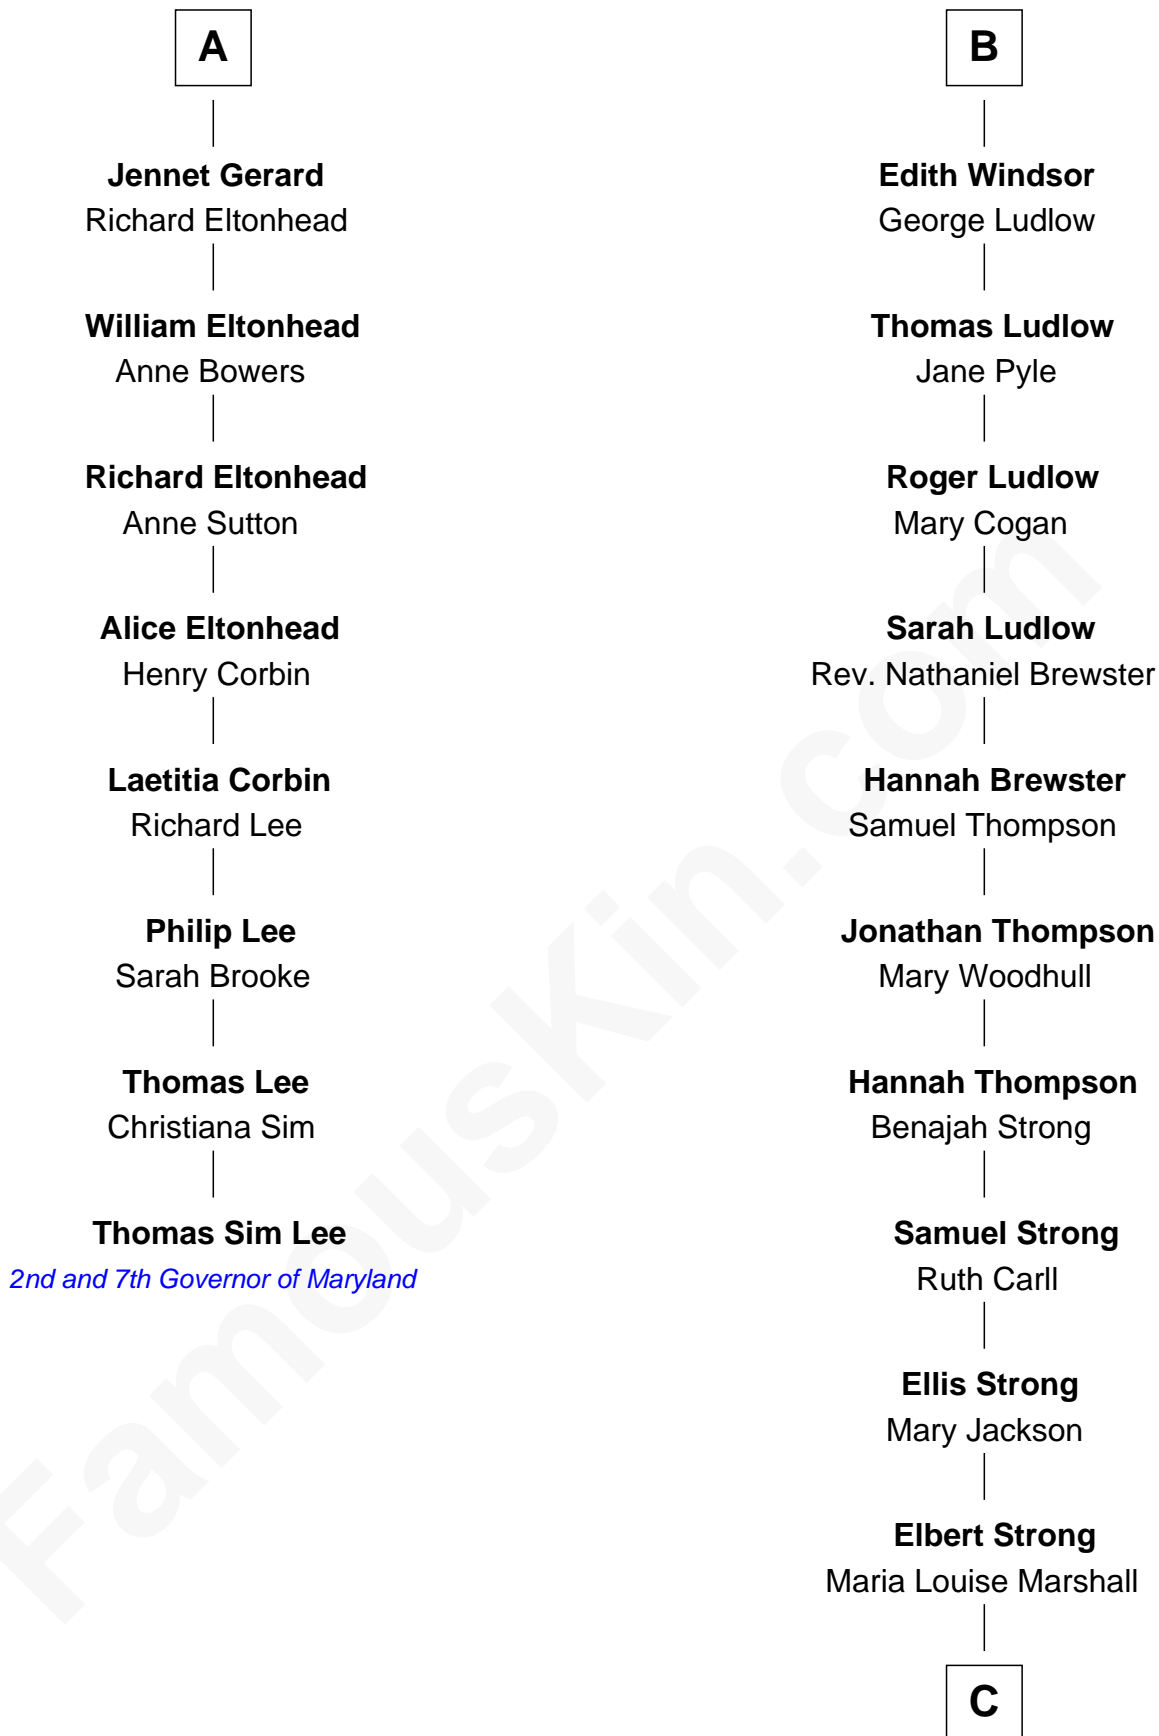 A
Jennet Gerard
Richard Eltonhead
William Eltonhead
Anne Bowers
Richard Eltonhead
Anne Sutton
Alice Eltonhead
Henry Corbin
Laetitia Corbin
Richard Lee
Philip Lee
Sarah Brooke
Thomas Lee
Christiana Sim
Thomas Sim Lee
2nd and 7th Governor of Maryland
B
Edith Windsor
George Ludlow
Thomas Ludlow
Jane Pyle
Roger Ludlow
Mary Cogan
Sarah Ludlow
Rev. Nathaniel Brewster
Hannah Brewster
Samuel Thompson
Jonathan Thompson
Mary Woodhull
Hannah Thompson
Benajah Strong
Samuel Strong
Ruth Carll
Ellis Strong
Mary Jackson
Elbert Strong
Maria Louise Marshall
C
FamousKin.com